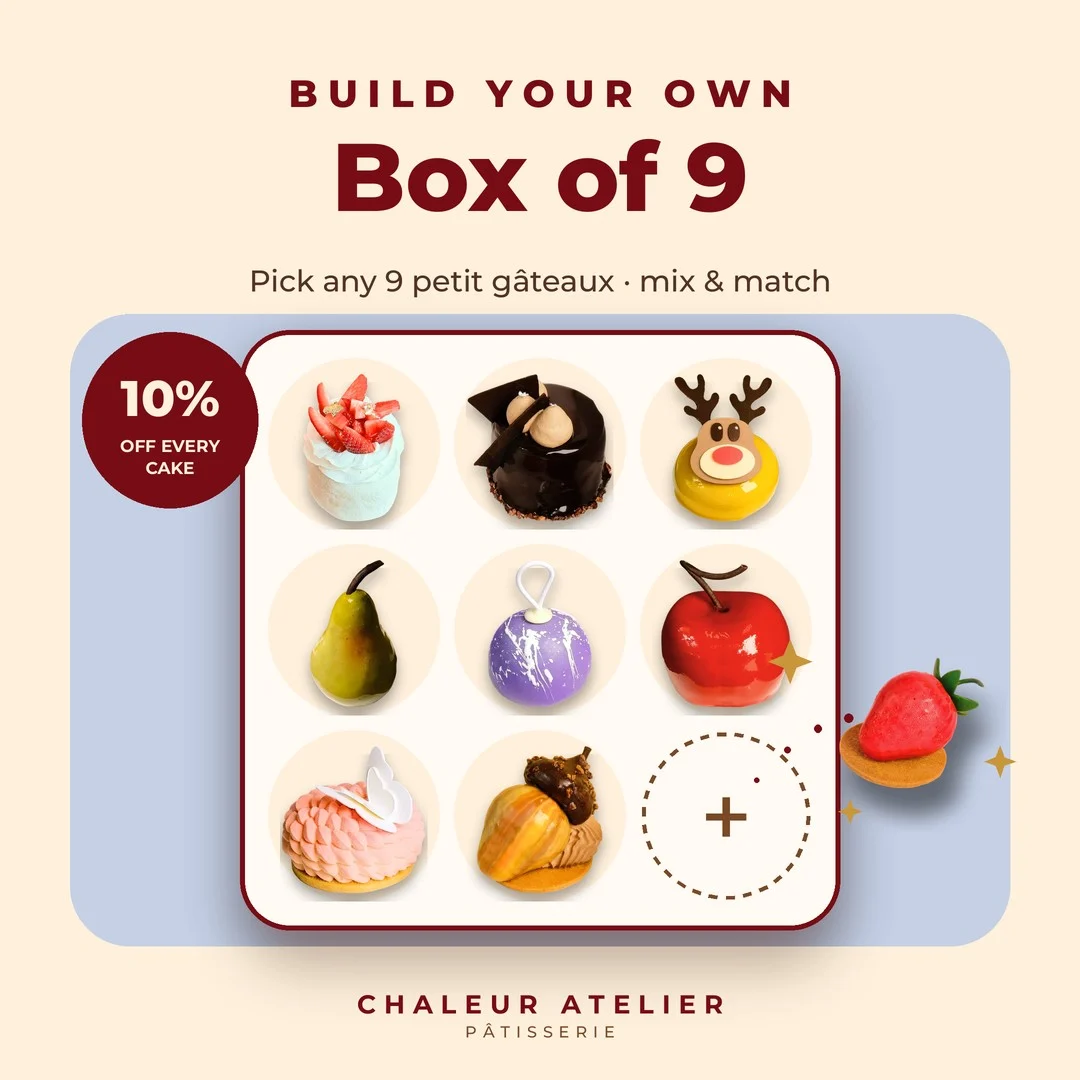 BUILD YOUR OWN
Box of 9
Pick any 9 petit gâteaux · mix & match
10%
OFF EVERY
CAKE
+
CHALEUR ATELIER
PÂTISSERIE